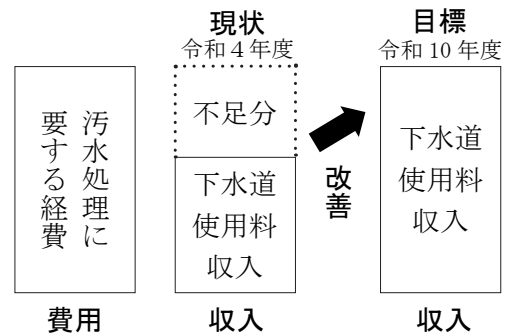 現状
令和４年度
目標
令和 10 年度
汚水処理に
要する経費
不足分
下水道
使用料
収入
改善
下水道
使用料
収入
費用
収入
収入